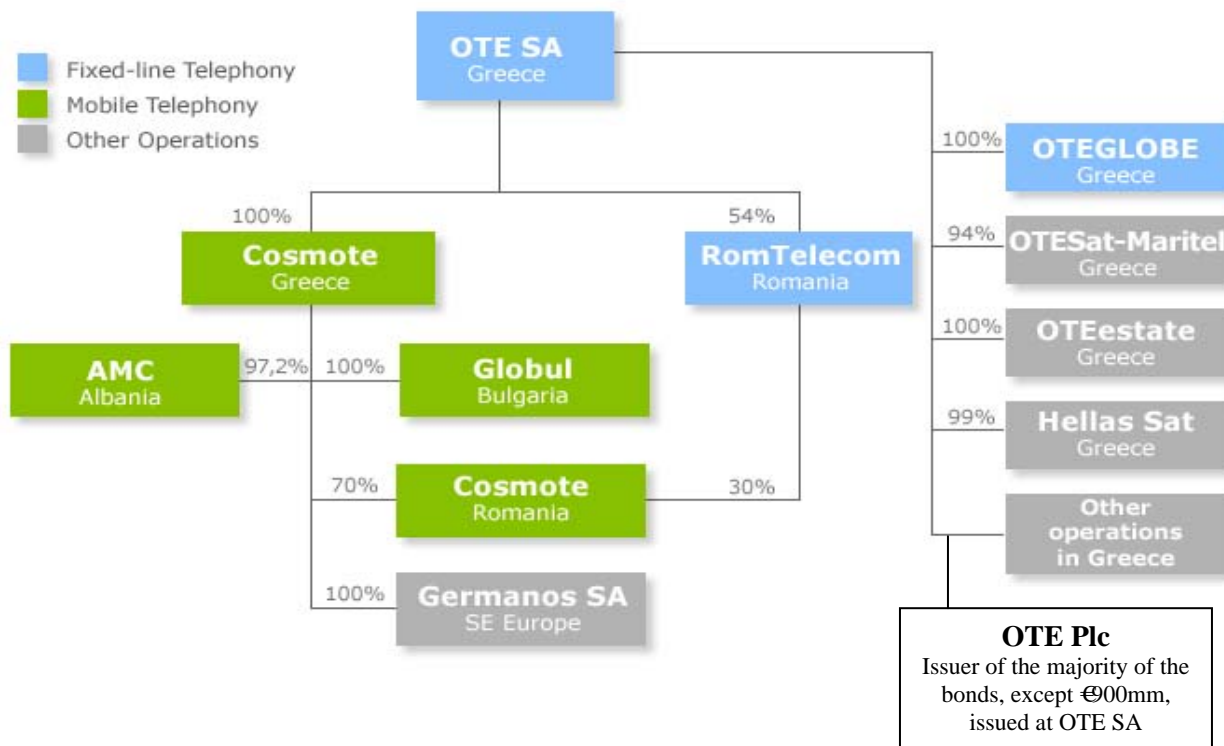 OTE SA
Greece
Fixed-line Telephony
Mobile Telephony
Other Operations
100%
OTEGLOBE
Greece
94%
OTESat-Maritel
Greece
100%
OTEestate
Greece
99%
Hellas Sat
Greece
Other
operations
in Greece
100%
Cosmote
Greece
54%
RomTelecom
Romania
AMC
Albania
97,2%
100%
Globul
Bulgaria
70%
Cosmote
Romania
30%
100%
Germanos SA
SE Europe
OTE Plc
Issuer of the majority of the
bonds, except €900mm,
issued at OTE SA